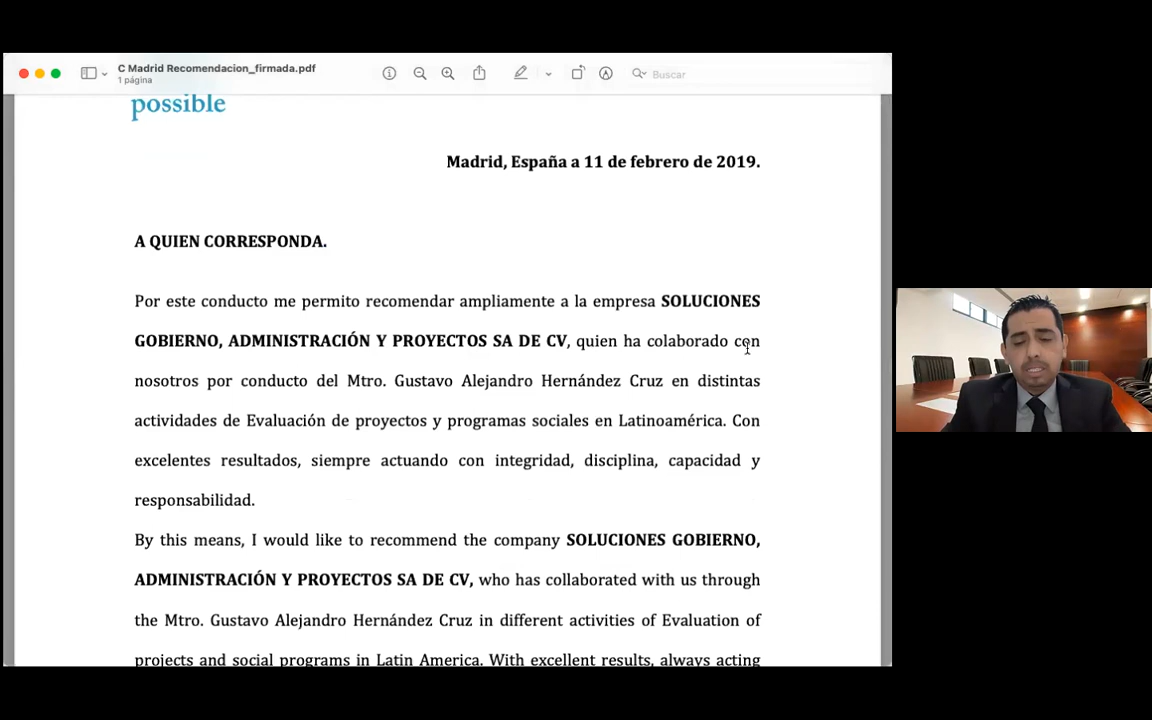 C Madrid Recomendacion_firmada.pdf
1 página
Buscar
possible
Madrid, España a 11 de febrero de 2019.
A QUIEN CORRESPONDA.
Por este conducto me permito recomendar ampliamente a la empresa SOLUCIONES
GOBIERNO, ADMINISTRACIÓN Y PROYECTOS SA DE CV, quien ha colaborado con
nosotros por conducto del Mtro. Gustavo Alejandro Hernández Cruz en distintas
actividades de Evaluación de proyectos y programas sociales en Latinoamérica. Con
excelentes resultados, siempre actuando con integridad, disciplina, capacidad y
responsabilidad.
By this means, I would like to recommend the company SOLUCIONES GOBIERNO,
ADMINISTRACIÓN Y PROYECTOS SA DE CV, who has collaborated with us through
the Mtro. Gustavo Alejandro Hernández Cruz in different activities of Evaluation of
projects and social programs in Latin America. With excellent results, always acting